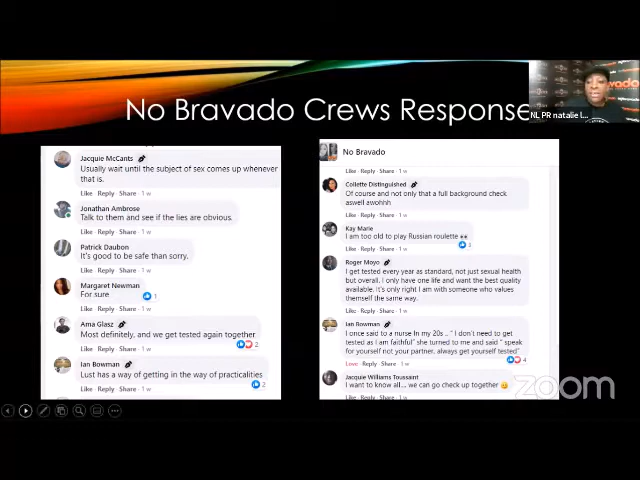 No Bravado Crews Response
NL PR natalie l...
Jacquie McCants
Usually wait until the subject of sex comes up whenever
that is.
Like · Reply · Share · 1 w
Jonathan Ambrose
Talk to them and see if the lies are obvious.
Like · Reply · Share · 1 w
Patrick Daubon
It's good to be safe than sorry.
Like · Reply · Share · 1 w
Margaret Newman
For sure
1
Like · Reply · Share · 1 w
Ama Glasz
Most definitely, and we get tested again together
2
Like · Reply · Share · 1 w
Ian Bowman
Lust has a way of getting in the way of practicalities
2
Like · Reply · Share · 1 w
No Bravado
Like · Reply · Share · 1 w
Collette Distinguished
Of course and not only that a full background check
aswell awohhh
Like · Reply · Share · 1 w
Kay Marie
I am too old to play Russian roulette 👀
Like · Reply · Share · 1 w
Roger Moyo
I get tested every year as standard, not just sexual health
but overall. I only have one life and want the best quality
available. It's only right I am with someone who values
themself the same way.
Like · Reply · Share · 1 w
Ian Bowman
I once said to a nurse In my 20s .. " I don't need to get
tested as I am faithful" she turned to me and said " speak
for yourself not your partner, always get yourself tested"
4
Love · Reply · Share · 1 w
Jacquie Williams Toussaint
I want to know all.... we can go check up together 😊
Like · Reply · Share · 1 w
zoom